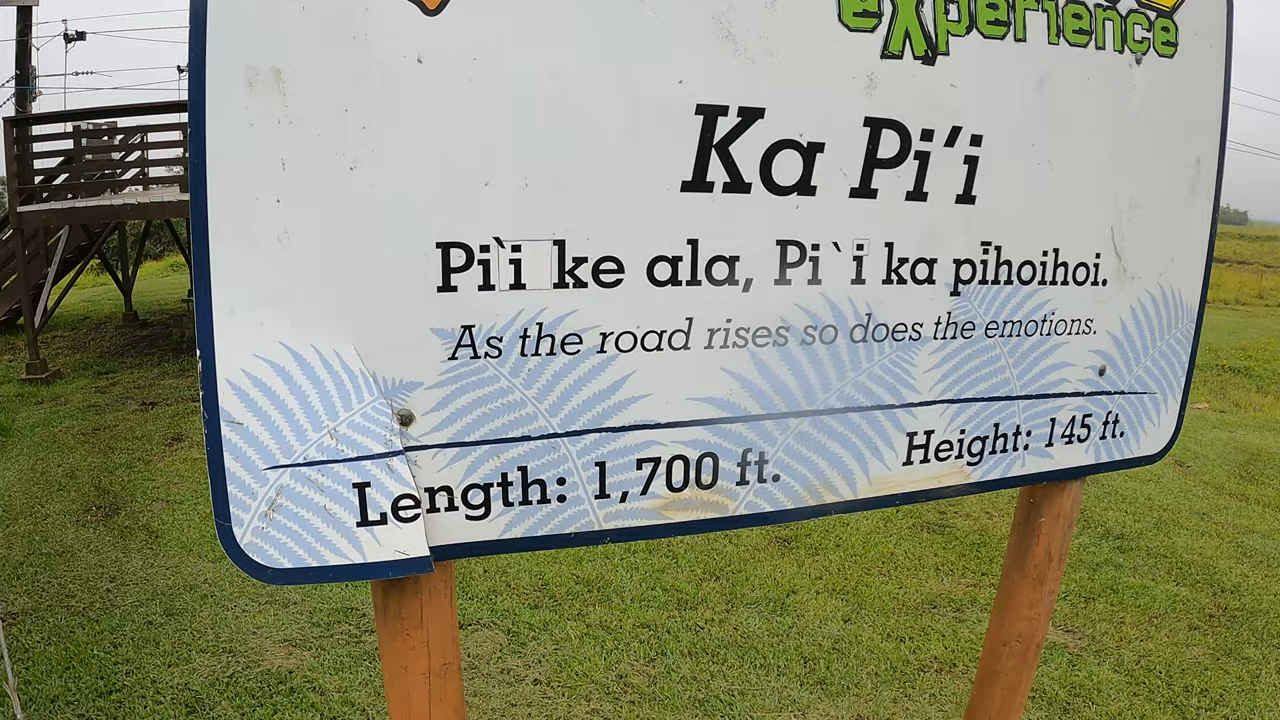 eXperience
Ka Pi‘i
Pi`i ke ala, Pi`i ka pīhoihoi.
As the road rises so does the emotions.
Length: 1,700 ft.
Height: 145 ft.